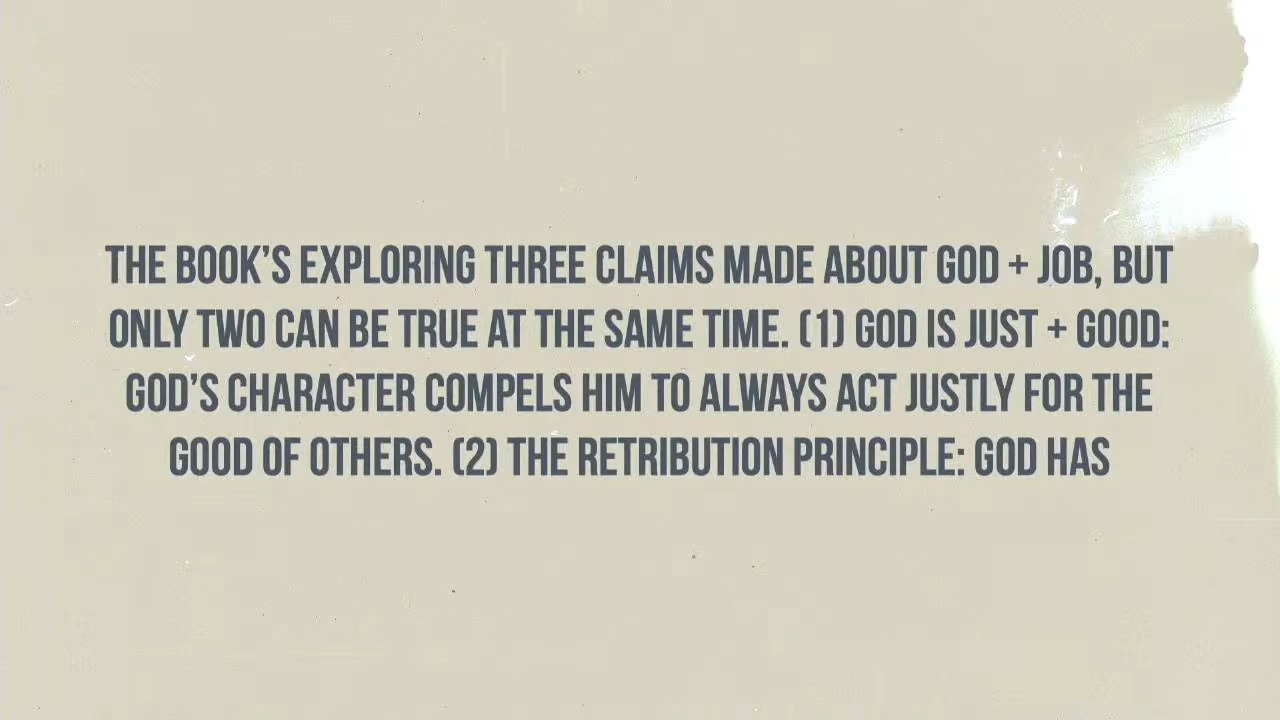 THE BOOK’S EXPLORING THREE CLAIMS MADE ABOUT GOD + JOB, BUT
ONLY TWO CAN BE TRUE AT THE SAME TIME. (1) GOD IS JUST + GOOD:
GOD’S CHARACTER COMPELS HIM TO ALWAYS ACT JUSTLY FOR THE
GOOD OF OTHERS. (2) THE RETRIBUTION PRINCIPLE: GOD HAS